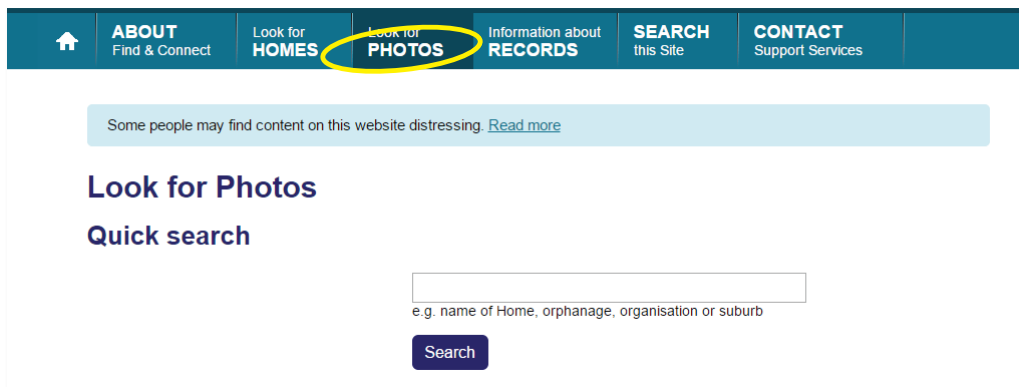 ABOUT
Find & Connect
Look for
HOMES
Look for
PHOTOS
Information about
RECORDS
SEARCH
this Site
CONTACT
Support Services
Some people may find content on this website distressing. Read more
Look for Photos
Quick search
e.g. name of Home, orphanage, organisation or suburb
Search